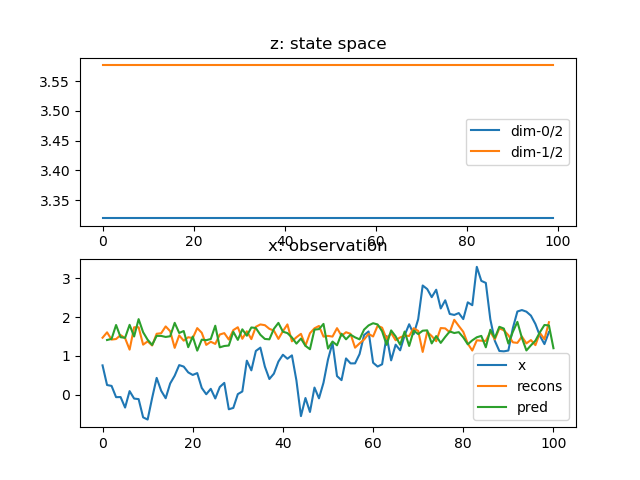 z: state space
3.55
3.50
3.45
3.40
3.35
dim-0/2
dim-1/2
0 20 40 60 80 100
x: observation
3
2
1
0
x
recons
pred
0 20 40 60 80 100